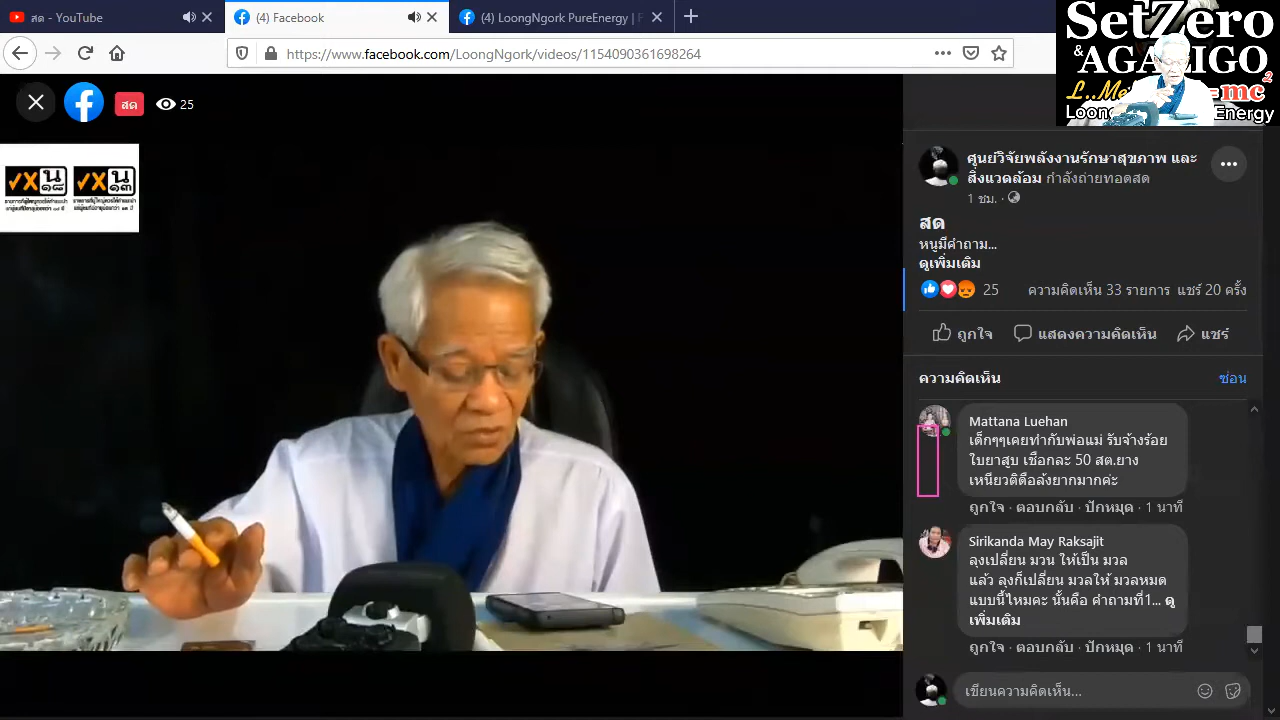 สด - YouTube
(4) Facebook
(4) LoongNgork PureEnergy | F
https://www.facebook.com/LoongNgork/videos/1154090361698264
SetZero
& AGALIGO
L..Me
=mc²
Loon
Energy
สด
25
√X น๑๘ √X น๑๓
ศูนย์วิจัยพลังงานรักษาสุขภาพ และ
สิ่งแวดล้อม กำลังถ่ายทอดสด
1 ชม.
สด
หนูมีคำถาม...
ดูเพิ่มเติม
25 ความคิดเห็น 33 รายการ แชร์ 20 ครั้ง
ถูกใจ แสดงความคิดเห็น แชร์
ความคิดเห็น ซ่อน
Mattana Luehan
เด็กๆๆเคยทำกับพ่อแม่ รับจ้างร้อย
ใบยาสูบ เชือกละ 50 สต.ยาง
เหนียวติดือล้งยากมากค่ะ
ถูกใจ · ตอบกลับ · ปักหมุด · 1 นาที
Sirikanda May Raksajit
ลุงเปลี่ยน มวน ให้เป็น มวล
แล้ว ลุงก็เปลี่ยน มวลให้ มวลหมด
แบบนี้ไหมคะ นั้นคือ คำถามที่1... ดู
เพิ่มเติม
ถูกใจ · ตอบกลับ · ปักหมุด · 1 นาที
เขียนความคิดเห็น...